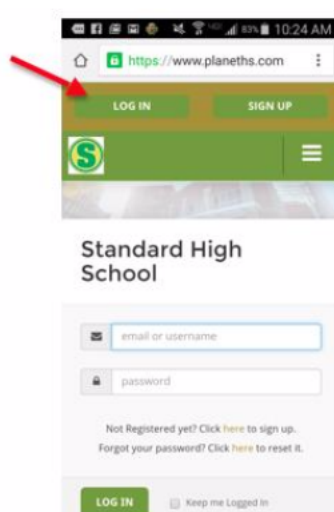 83% 10:24 AM
https://www.planeths.com
LOG IN SIGN UP
S
Standard High
School
email or username
password
Not Registered yet? Click here to sign up.
Forgot your password? Click here to reset it.
LOG IN Keep me Logged In